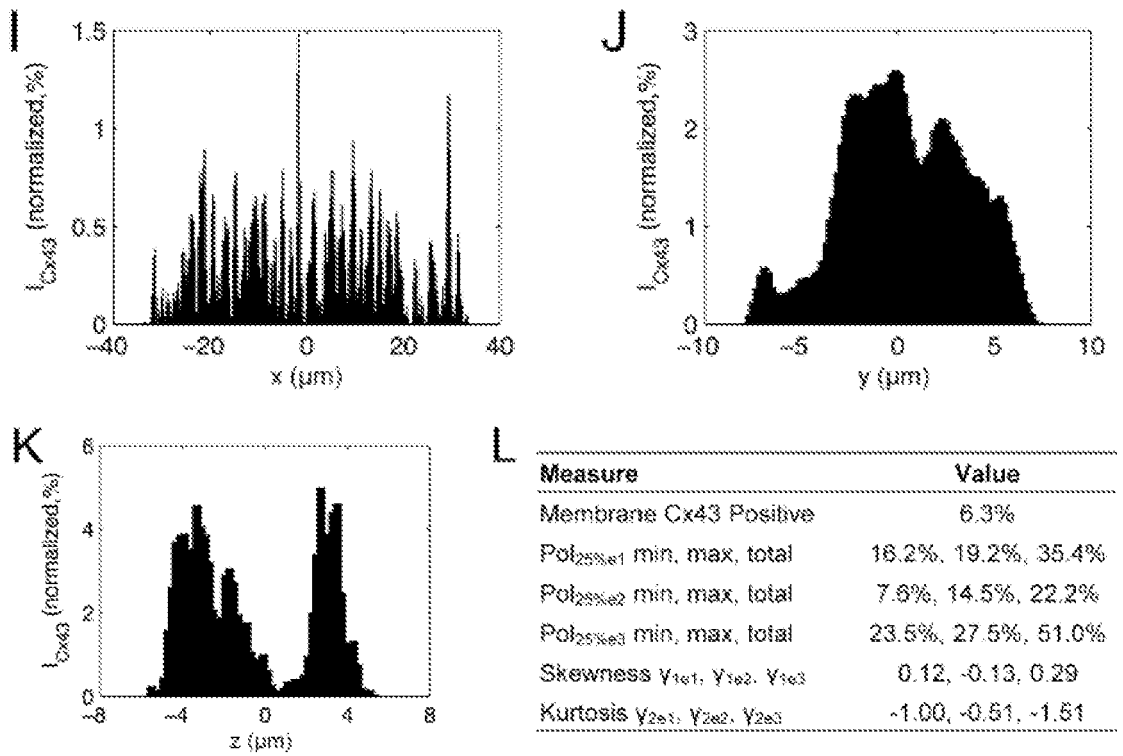 I
J
1.5
1
0.5
0
-40
-20
0
20
40
x (µm)
I_Cx43 (normalized,%)
3
2
1
0
-10
-5
0
5
10
y (µm)
I_Cx43 (normalized,%)
K
L
6
4
2
0
-8
-4
0
4
8
z (µm)
I_Cx43 (normalized,%)
Measure Value
Membrane Cx43 Positive 6.3%
Pol25%e1 min, max, total 16.2%, 19.2%, 35.4%
Pol25%e2 min, max, total 7.6%, 14.5%, 22.2%
Pol25%e3 min, max, total 23.5%, 27.5%, 51.0%
Skewness γ1e1, γ1e2, γ1e3 0.12, -0.13, 0.29
Kurtosis γ2e1, γ2e2, γ2e3 -1.00, -0.51, -1.51